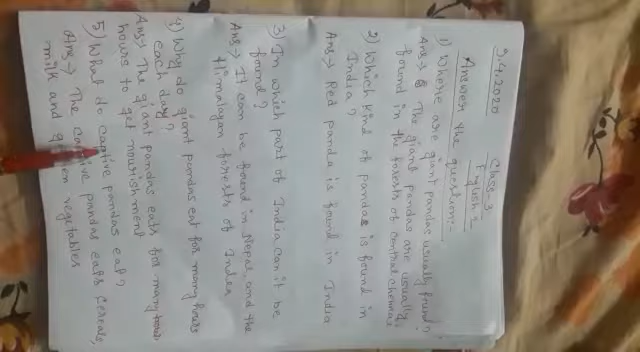 9.4.2020
Class-3
English
Answer the question-
1) Where are giant pandas usually found?
Ans→ The giant pandas are usually
found in the forests of central
2) Which kind of pandas is found in
India?
Ans→ Red panda is found in India
3) In which part of India can it be
found?
Ans→ It can be found in Nepal and the
Himalayan forests of India
4) Why do giant pandas eat for many hours
each day?
Ans→ The giant pandas eats for many hour
hours to get nourishment
5) What do captive pandas eat?
Ans→ The captive pandas eats cereals,
milk and vegetables